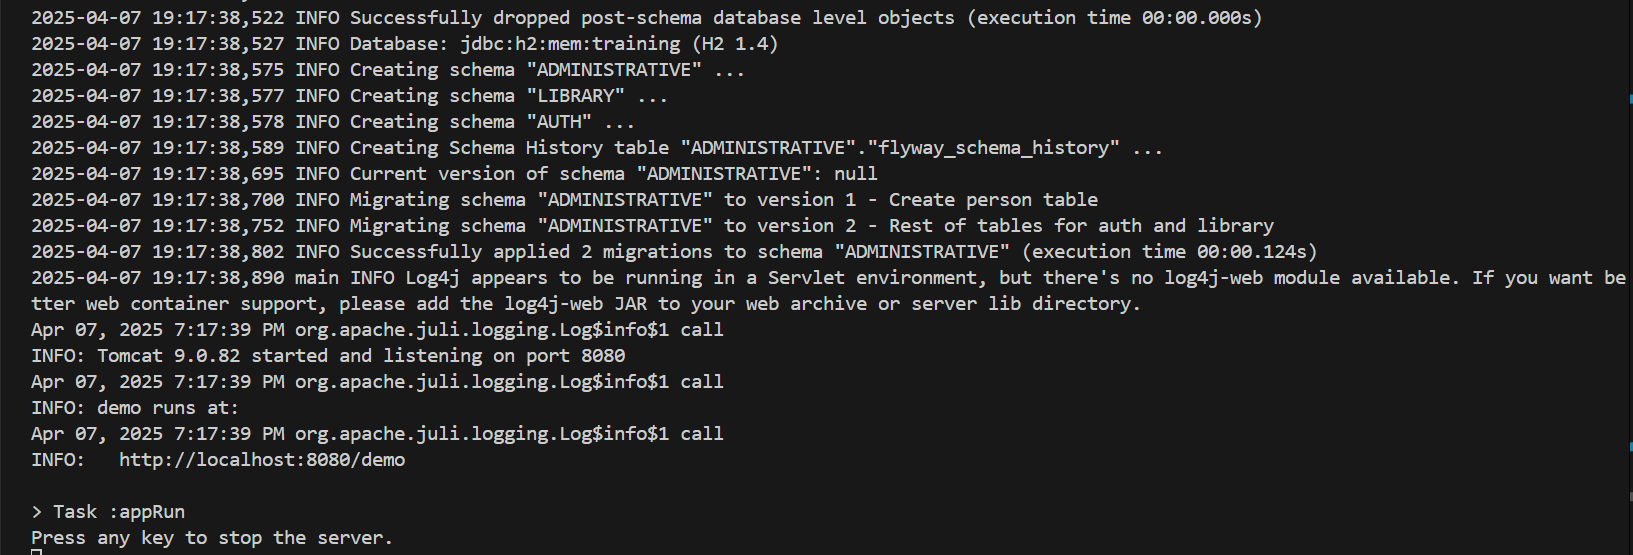 2025-04-07 19:17:38,522 INFO Successfully dropped post-schema database level objects (execution time 00:00.000s)
2025-04-07 19:17:38,527 INFO Database: jdbc:h2:mem:training (H2 1.4)
2025-04-07 19:17:38,575 INFO Creating schema "ADMINISTRATIVE" ...
2025-04-07 19:17:38,577 INFO Creating schema "LIBRARY" ...
2025-04-07 19:17:38,578 INFO Creating schema "AUTH" ...
2025-04-07 19:17:38,589 INFO Creating Schema History table "ADMINISTRATIVE"."flyway_schema_history" ...
2025-04-07 19:17:38,695 INFO Current version of schema "ADMINISTRATIVE": null
2025-04-07 19:17:38,700 INFO Migrating schema "ADMINISTRATIVE" to version 1 - Create person table
2025-04-07 19:17:38,752 INFO Migrating schema "ADMINISTRATIVE" to version 2 - Rest of tables for auth and library
2025-04-07 19:17:38,802 INFO Successfully applied 2 migrations to schema "ADMINISTRATIVE" (execution time 00:00.124s)
2025-04-07 19:17:38,890 main INFO Log4j appears to be running in a Servlet environment, but there's no log4j-web module available. If you want be
tter web container support, please add the log4j-web JAR to your web archive or server lib directory.
Apr 07, 2025 7:17:39 PM org.apache.juli.logging.Log$info$1 call
INFO: Tomcat 9.0.82 started and listening on port 8080
Apr 07, 2025 7:17:39 PM org.apache.juli.logging.Log$info$1 call
INFO: demo runs at:
Apr 07, 2025 7:17:39 PM org.apache.juli.logging.Log$info$1 call
INFO:   http://localhost:8080/demo
> Task :appRun
Press any key to stop the server.